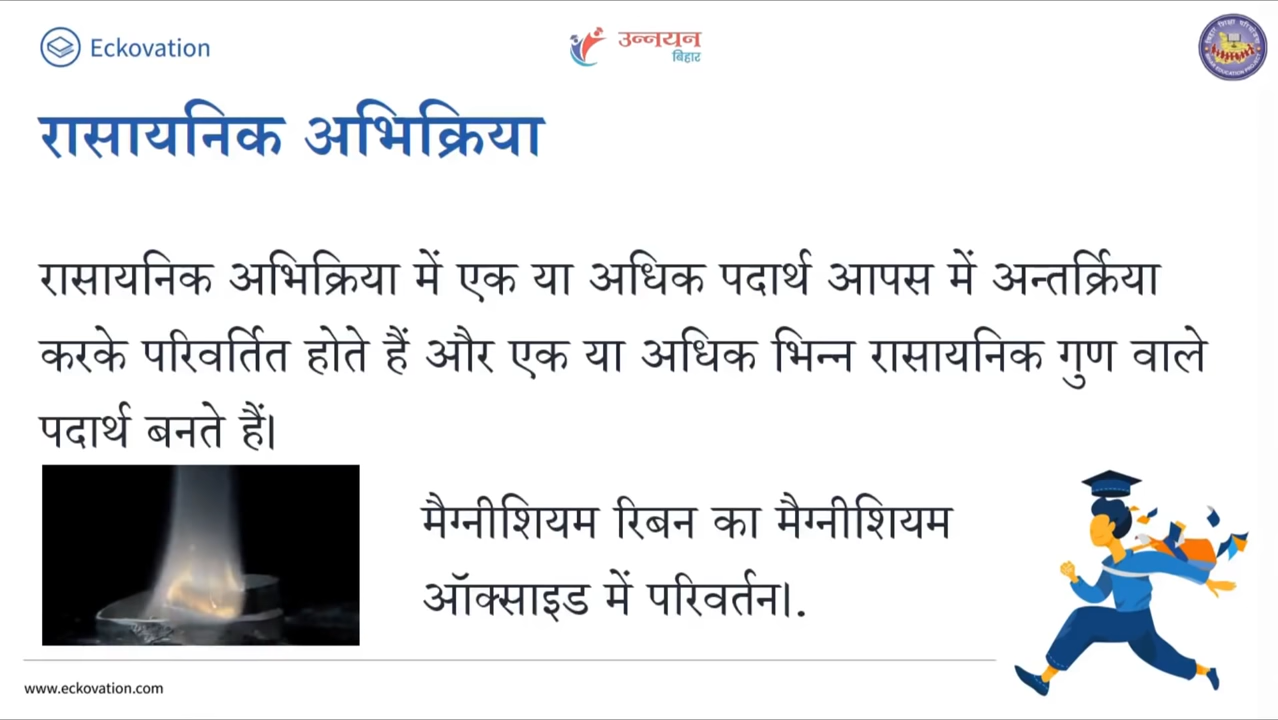 Eckovation
उन्नयन
बिहार
रासायनिक अभिक्रिया
रासायनिक अभिक्रिया में एक या अधिक पदार्थ आपस में अन्तर्क्रिया
करके परिवर्तित होते हैं और एक या अधिक भिन्न रासायनिक गुण वाले
पदार्थ बनते हैं।
मैग्नीशियम रिबन का मैग्नीशियम
ऑक्साइड में परिवर्तन।.
www.eckovation.com